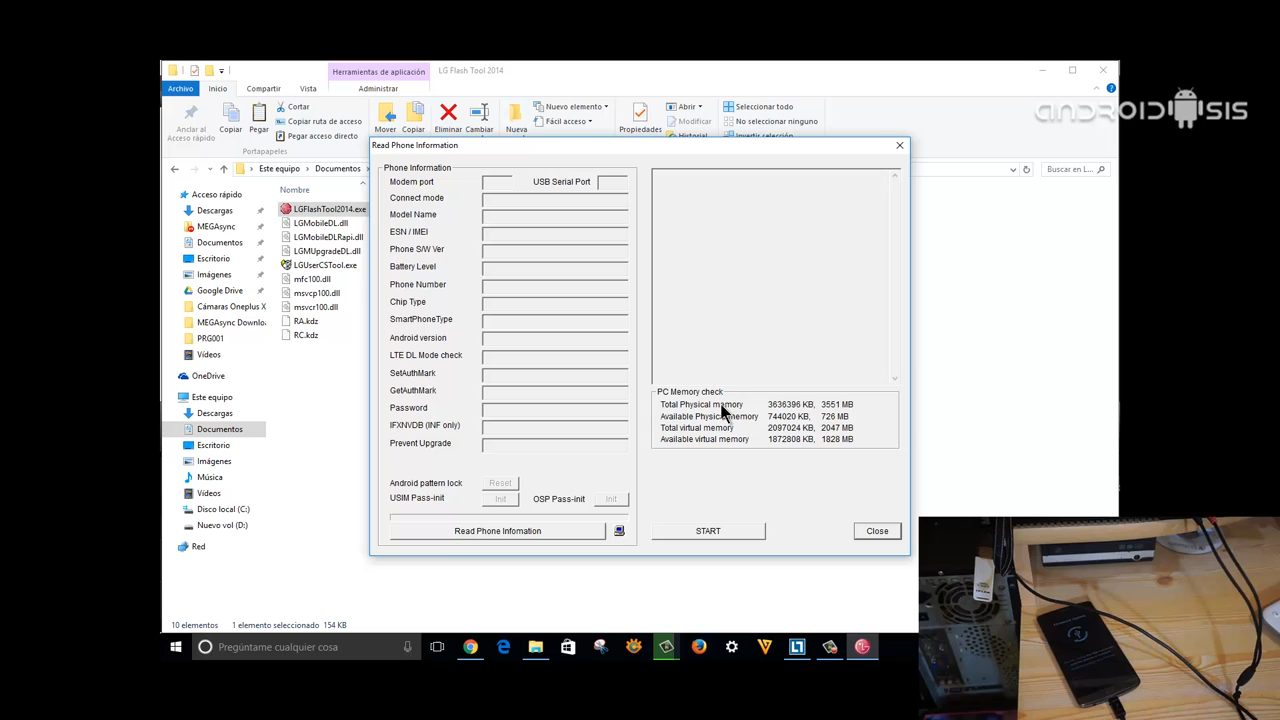 Herramientas de aplicación
LG Flash Tool 2014
Archivo
Inicio
Compartir
Vista
Administrar
ANDROIDSIS
Anclar al
Acceso rápido
Copiar
Pegar
Cortar
Copiar ruta de acceso
Pegar acceso directo
Portapapeles
Mover
Copiar
Eliminar
Cambiar
Nueva
Nuevo elemento
Fácil acceso
Propiedades
Abrir
Modificar
Historial
Seleccionar todo
No seleccionar ninguno
Invertir selección
Este equipo
Documentos
Buscar en L...
Acceso rápido
Descargas
MEGAsync
Documentos
Escritorio
Imágenes
Google Drive
Cámaras Oneplus X
MEGAsync Downlo
PRG001
Vídeos
OneDrive
Este equipo
Descargas
Documentos
Escritorio
Imágenes
Música
Vídeos
Disco local (C:)
Nuevo vol (D:)
Red
Nombre
LGFlashTool2014.exe
LGMobileDL.dll
LGMobileDLRapi.dll
LGMUpgradeDL.dll
LGUserCSTool.exe
mfc100.dll
msvcp100.dll
msvcr100.dll
RA.kdz
RC.kdz
Read Phone Information
Phone Information
Modem port
USB Serial Port
Connect mode
Model Name
ESN / IMEI
Phone S/W Ver
Battery Level
Phone Number
Chip Type
SmartPhoneType
Android version
LTE DL Mode check
SetAuthMark
GetAuthMark
Password
IFXNVDB (INF only)
Prevent Upgrade
Android pattern lock
Reset
USIM Pass-init
Init
OSP Pass-init
Init
Read Phone Infomation
PC Memory check
Total Physical memory 3636396 KB, 3551 MB
Available Physical memory 744020 KB, 726 MB
Total virtual memory 2097024 KB, 2047 MB
Available virtual memory 1872808 KB, 1828 MB
START
Close
10 elementos
1 elemento seleccionado 154 KB
Pregúntame cualquier cosa